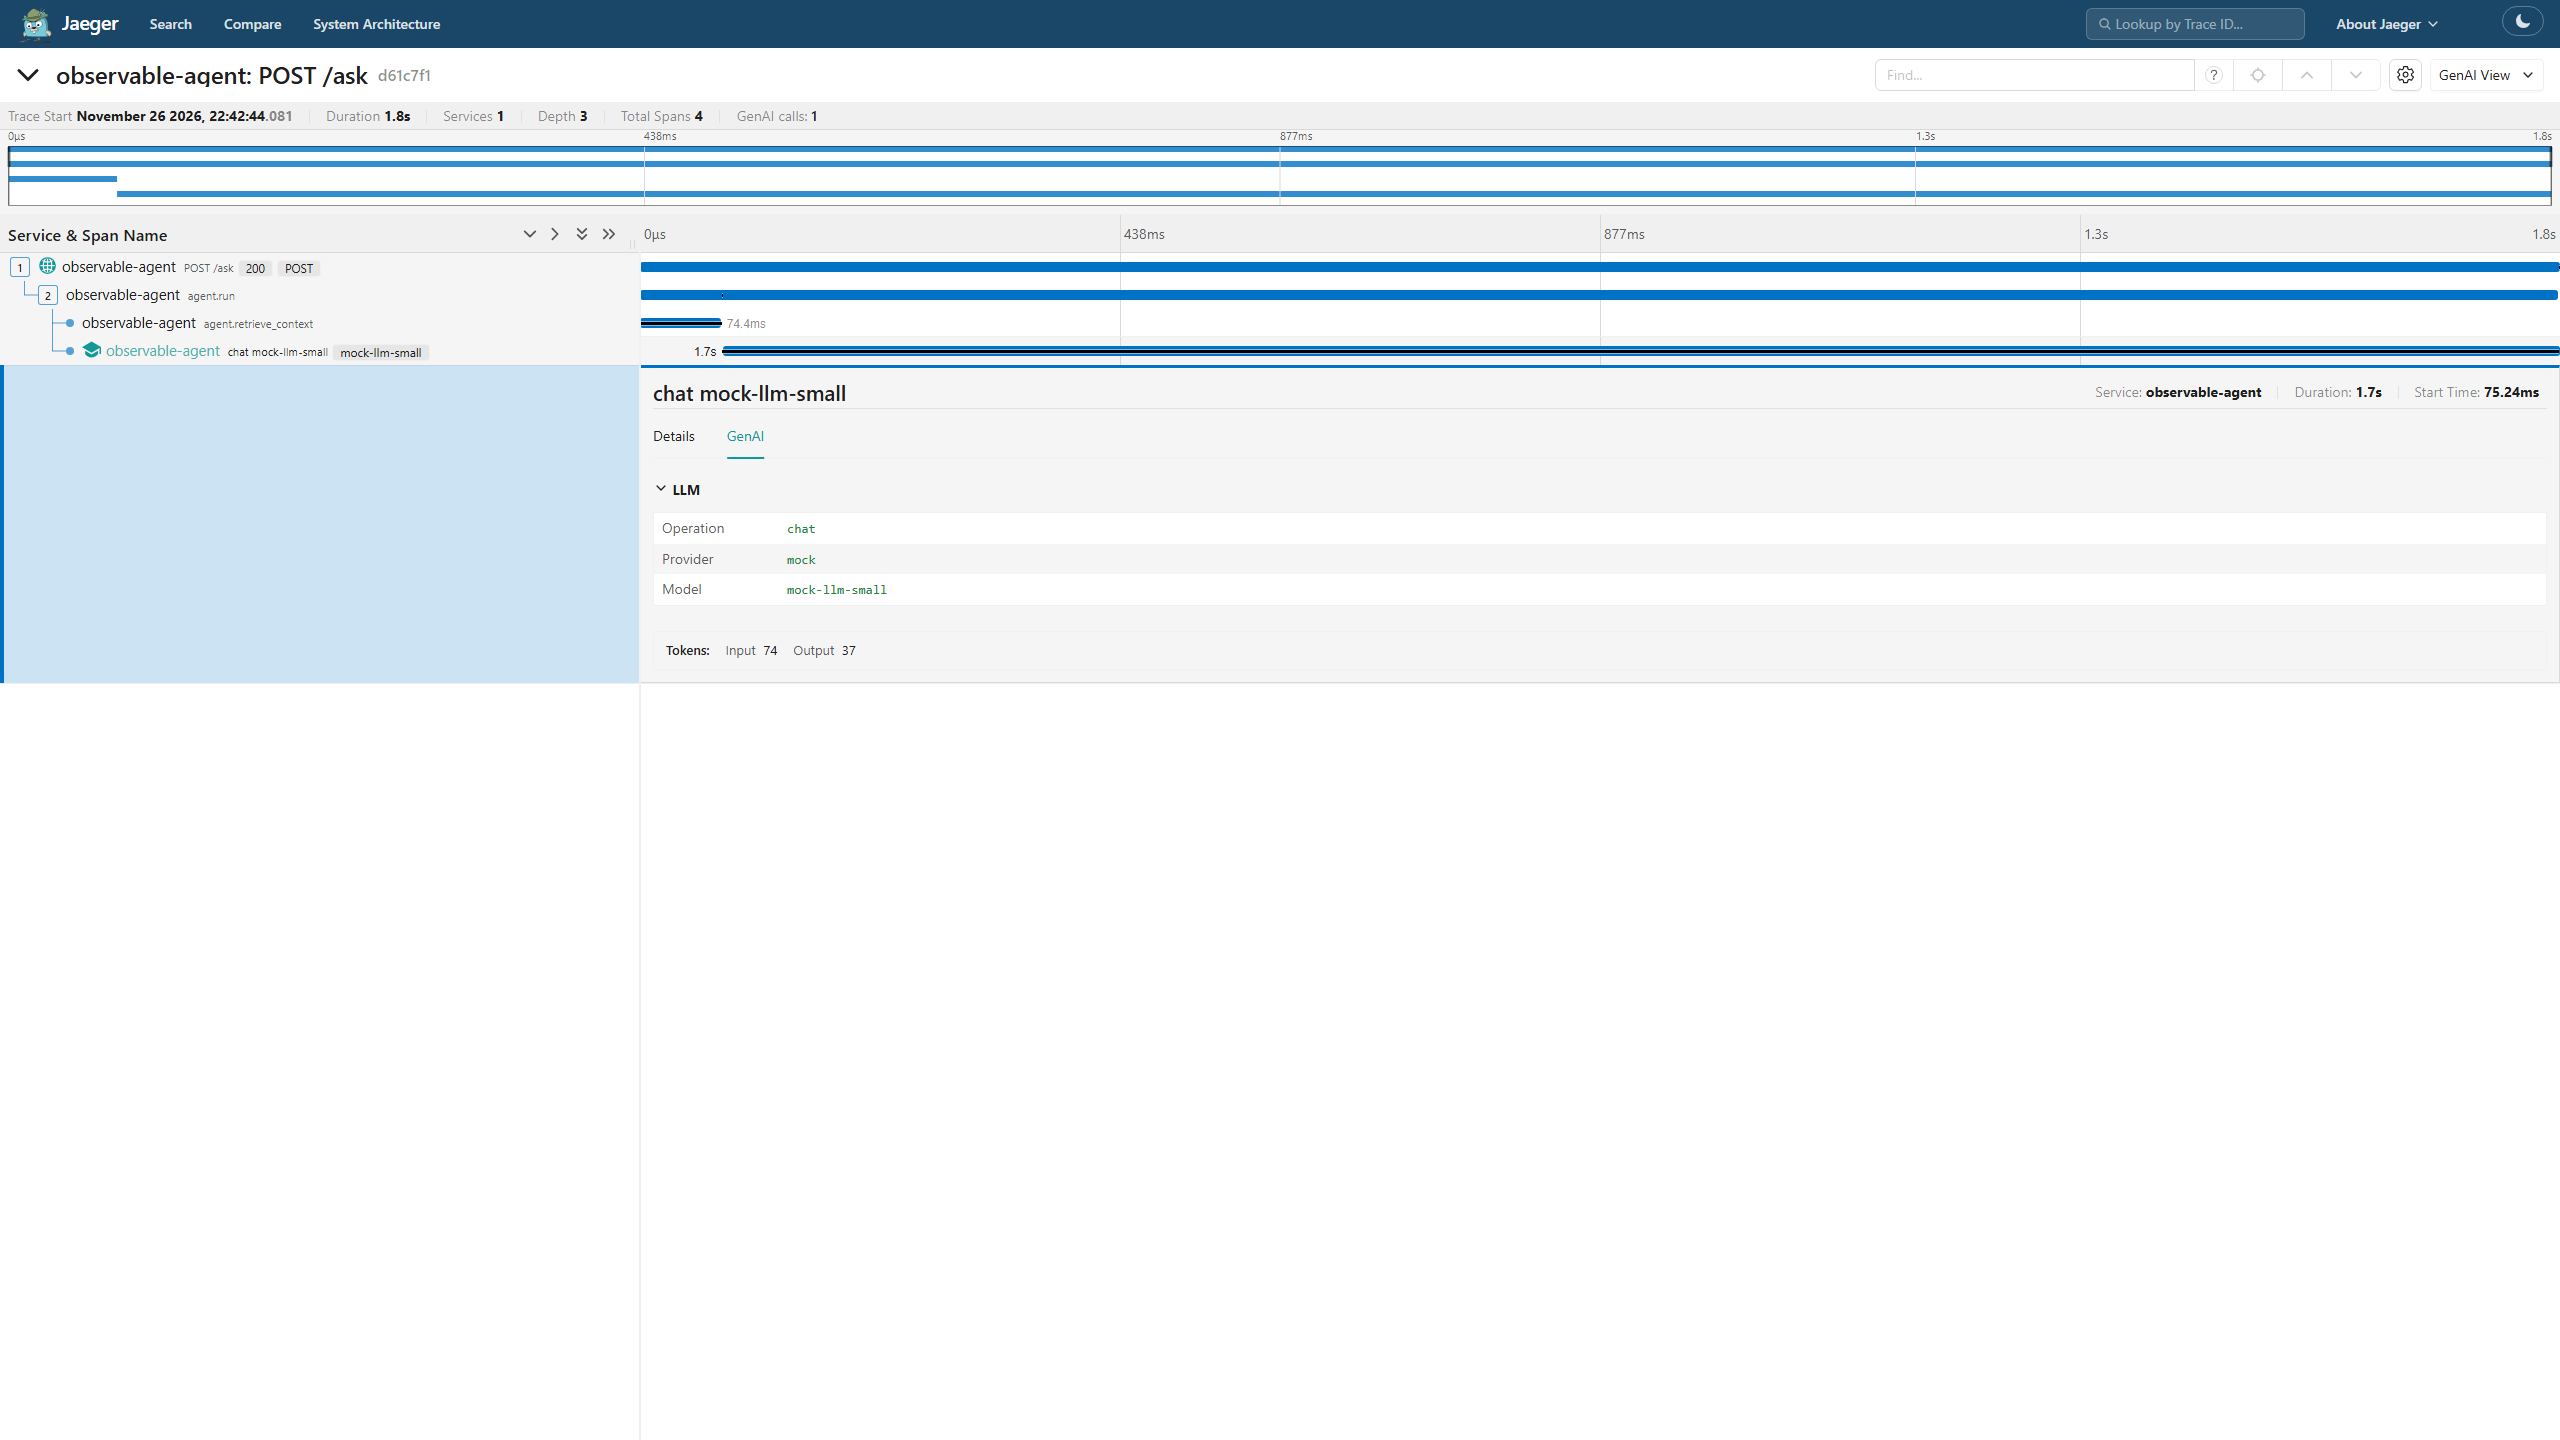 Jaeger Search Compare System Architecture Lookup by Trace ID... About Jaeger
observable-agent: POST /ask d61c7f1 Find... ? GenAI View
Trace Start November 26 2026, 22:42:44.081 Duration 1.8s Services 1 Depth 3 Total Spans 4 GenAI calls: 1
0μs 438ms 877ms 1.3s 1.8s
Service & Span Name 0μs 438ms 877ms 1.3s 1.8s
1 observable-agent POST /ask 200 POST
2 observable-agent agent.run
observable-agent agent.retrieve_context 74.4ms
observable-agent chat mock-llm-small mock-llm-small 1.7s
chat mock-llm-small Service: observable-agent Duration: 1.7s Start Time: 75.24ms
Details GenAI
LLM
Operation chat
Provider mock
Model mock-llm-small
Tokens: Input 74 Output 37